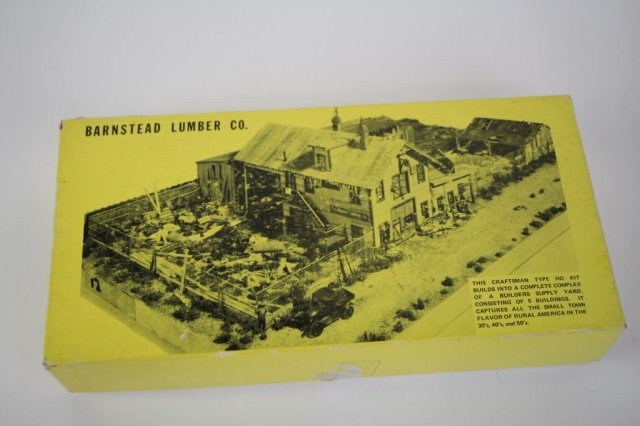 BARNSTEAD LUMBER CO.
THIS CRAFTSMAN TYPE HO KIT
BUILDS INTO A COMPLETE COMPLEX
OF A BUILDERS SUPPLY YARD,
CONSISTING OF 5 BUILDINGS. IT
CAPTURES ALL THE SMALL TOWN
FLAVOR OF RURAL AMERICA IN THE
30's, 40's, and 50's.